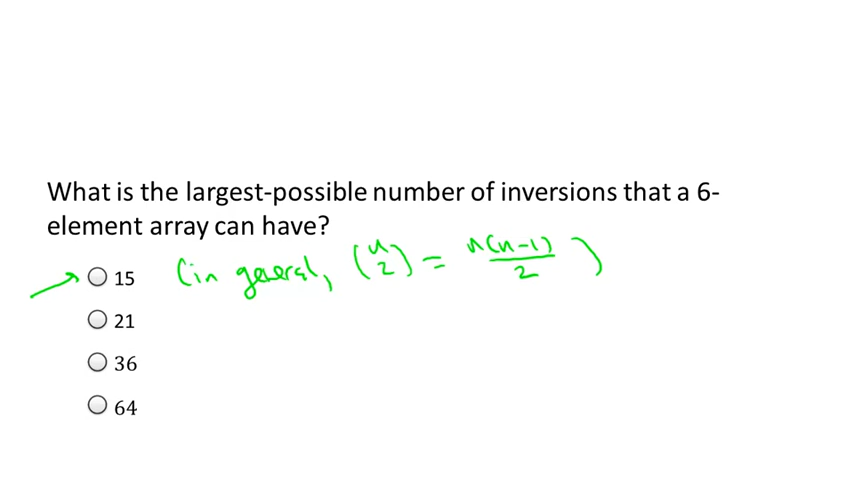 What is the largest-possible number of inversions that a 6-
element array can have?
15 (in general, (n 2) = n(n-1)/2)
21
36
64